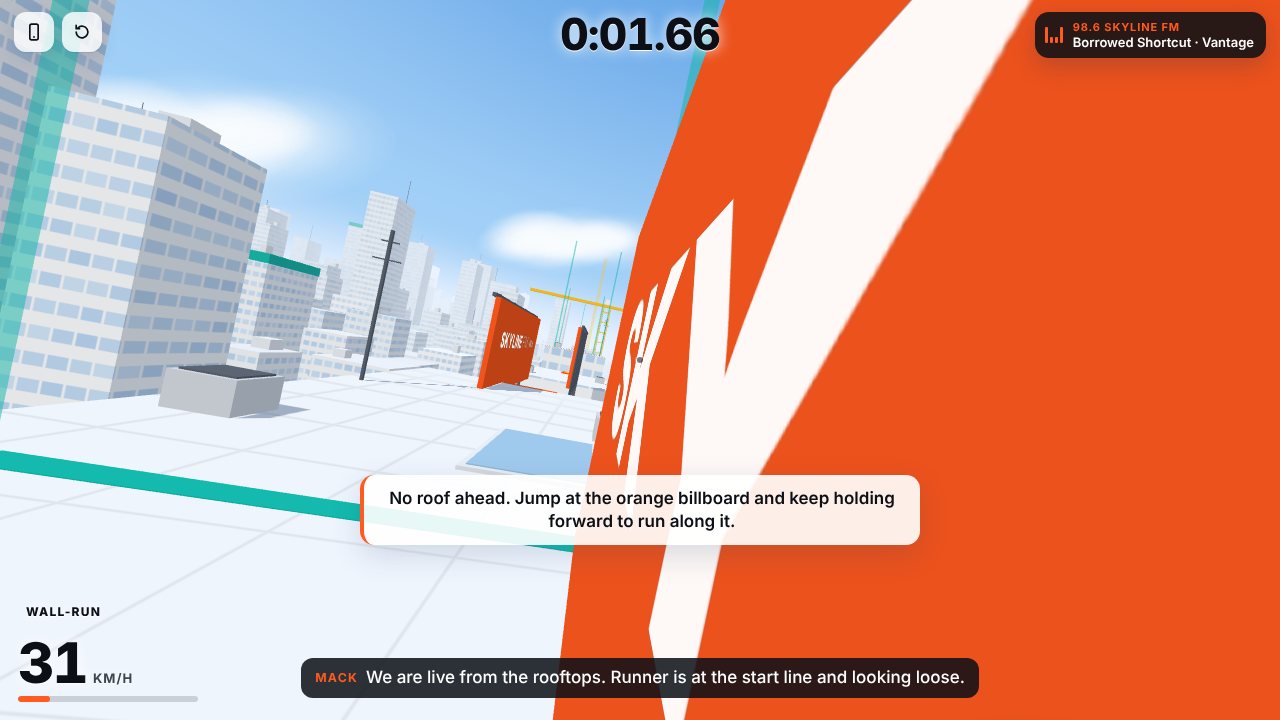 0:01.66
98.6 SKYLINE FM
Borrowed Shortcut · Vantage
SKYLINE
SKY
No roof ahead. Jump at the orange billboard and keep holding
forward to run along it.
WALL-RUN
31 KM/H
MACK We are live from the rooftops. Runner is at the start line and looking loose.